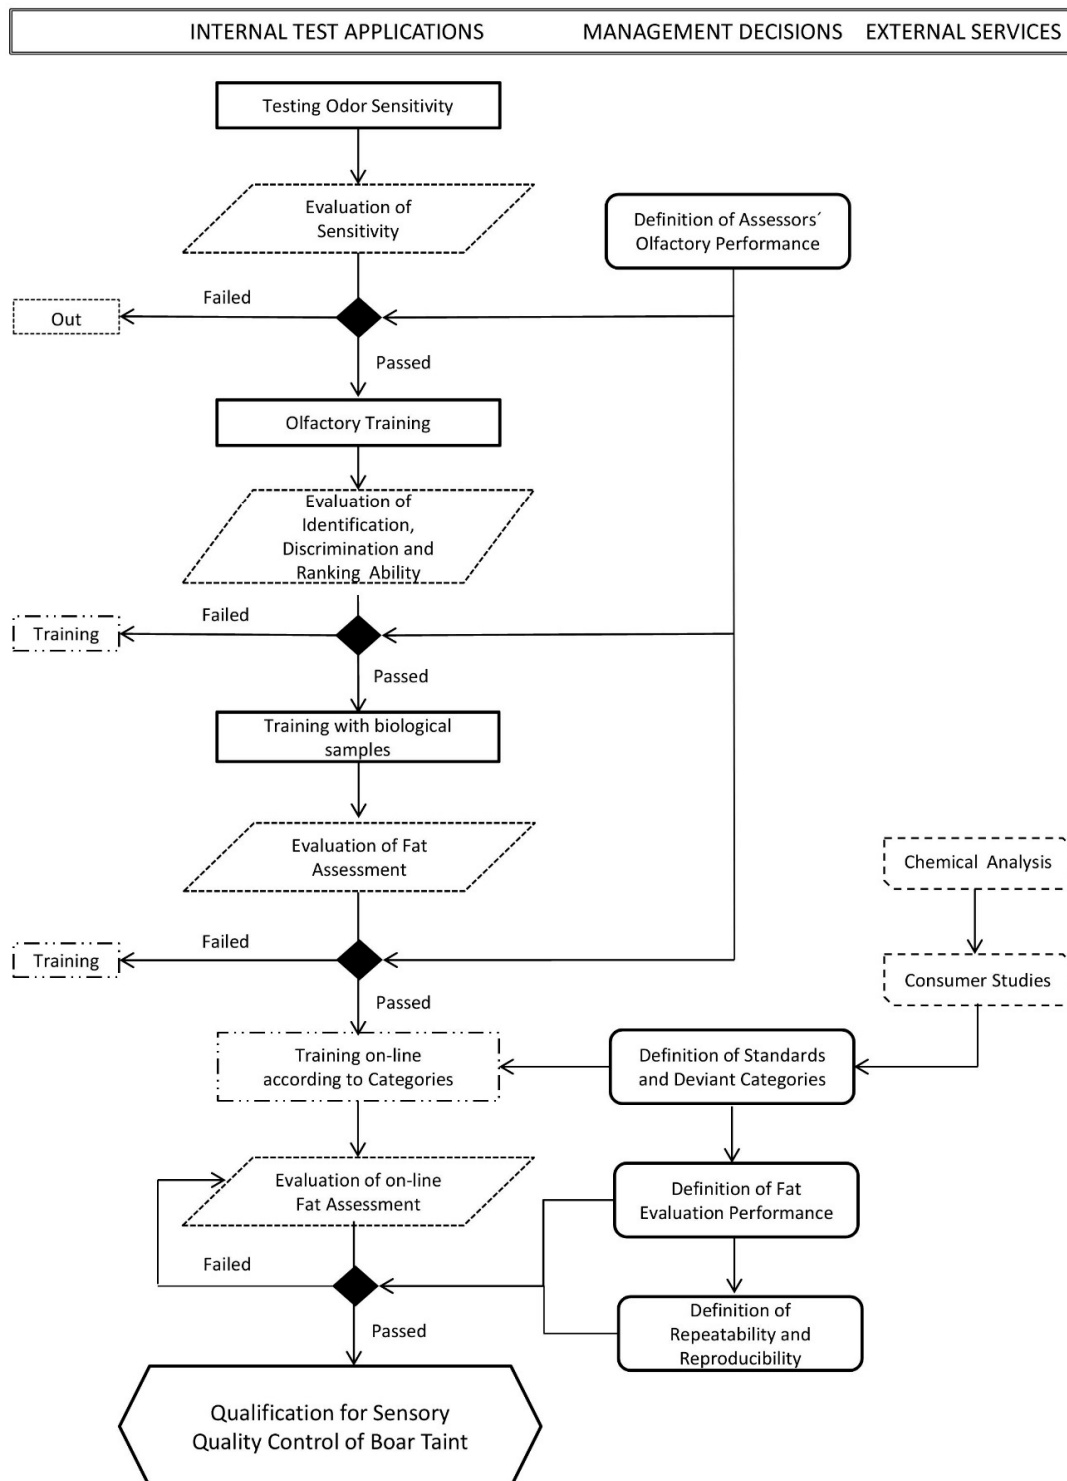 INTERNAL TEST APPLICATIONS MANAGEMENT DECISIONS EXTERNAL SERVICES
Testing Odor Sensitivity
Evaluation of
Sensitivity
Definition of Assessors´
Olfactory Performance
Failed
Out
Passed
Olfactory Training
Evaluation of
Identification,
Discrimination and
Ranking Ability
Failed
Training
Passed
Training with biological
samples
Evaluation of Fat
Assessment
Chemical Analysis
Failed
Training
Consumer Studies
Passed
Training on-line
according to Categories
Definition of Standards
and Deviant Categories
Evaluation of on-line
Fat Assessment
Definition of Fat
Evaluation Performance
Failed
Definition of
Repeatability and
Reproducibility
Passed
Qualification for Sensory
Quality Control of Boar Taint